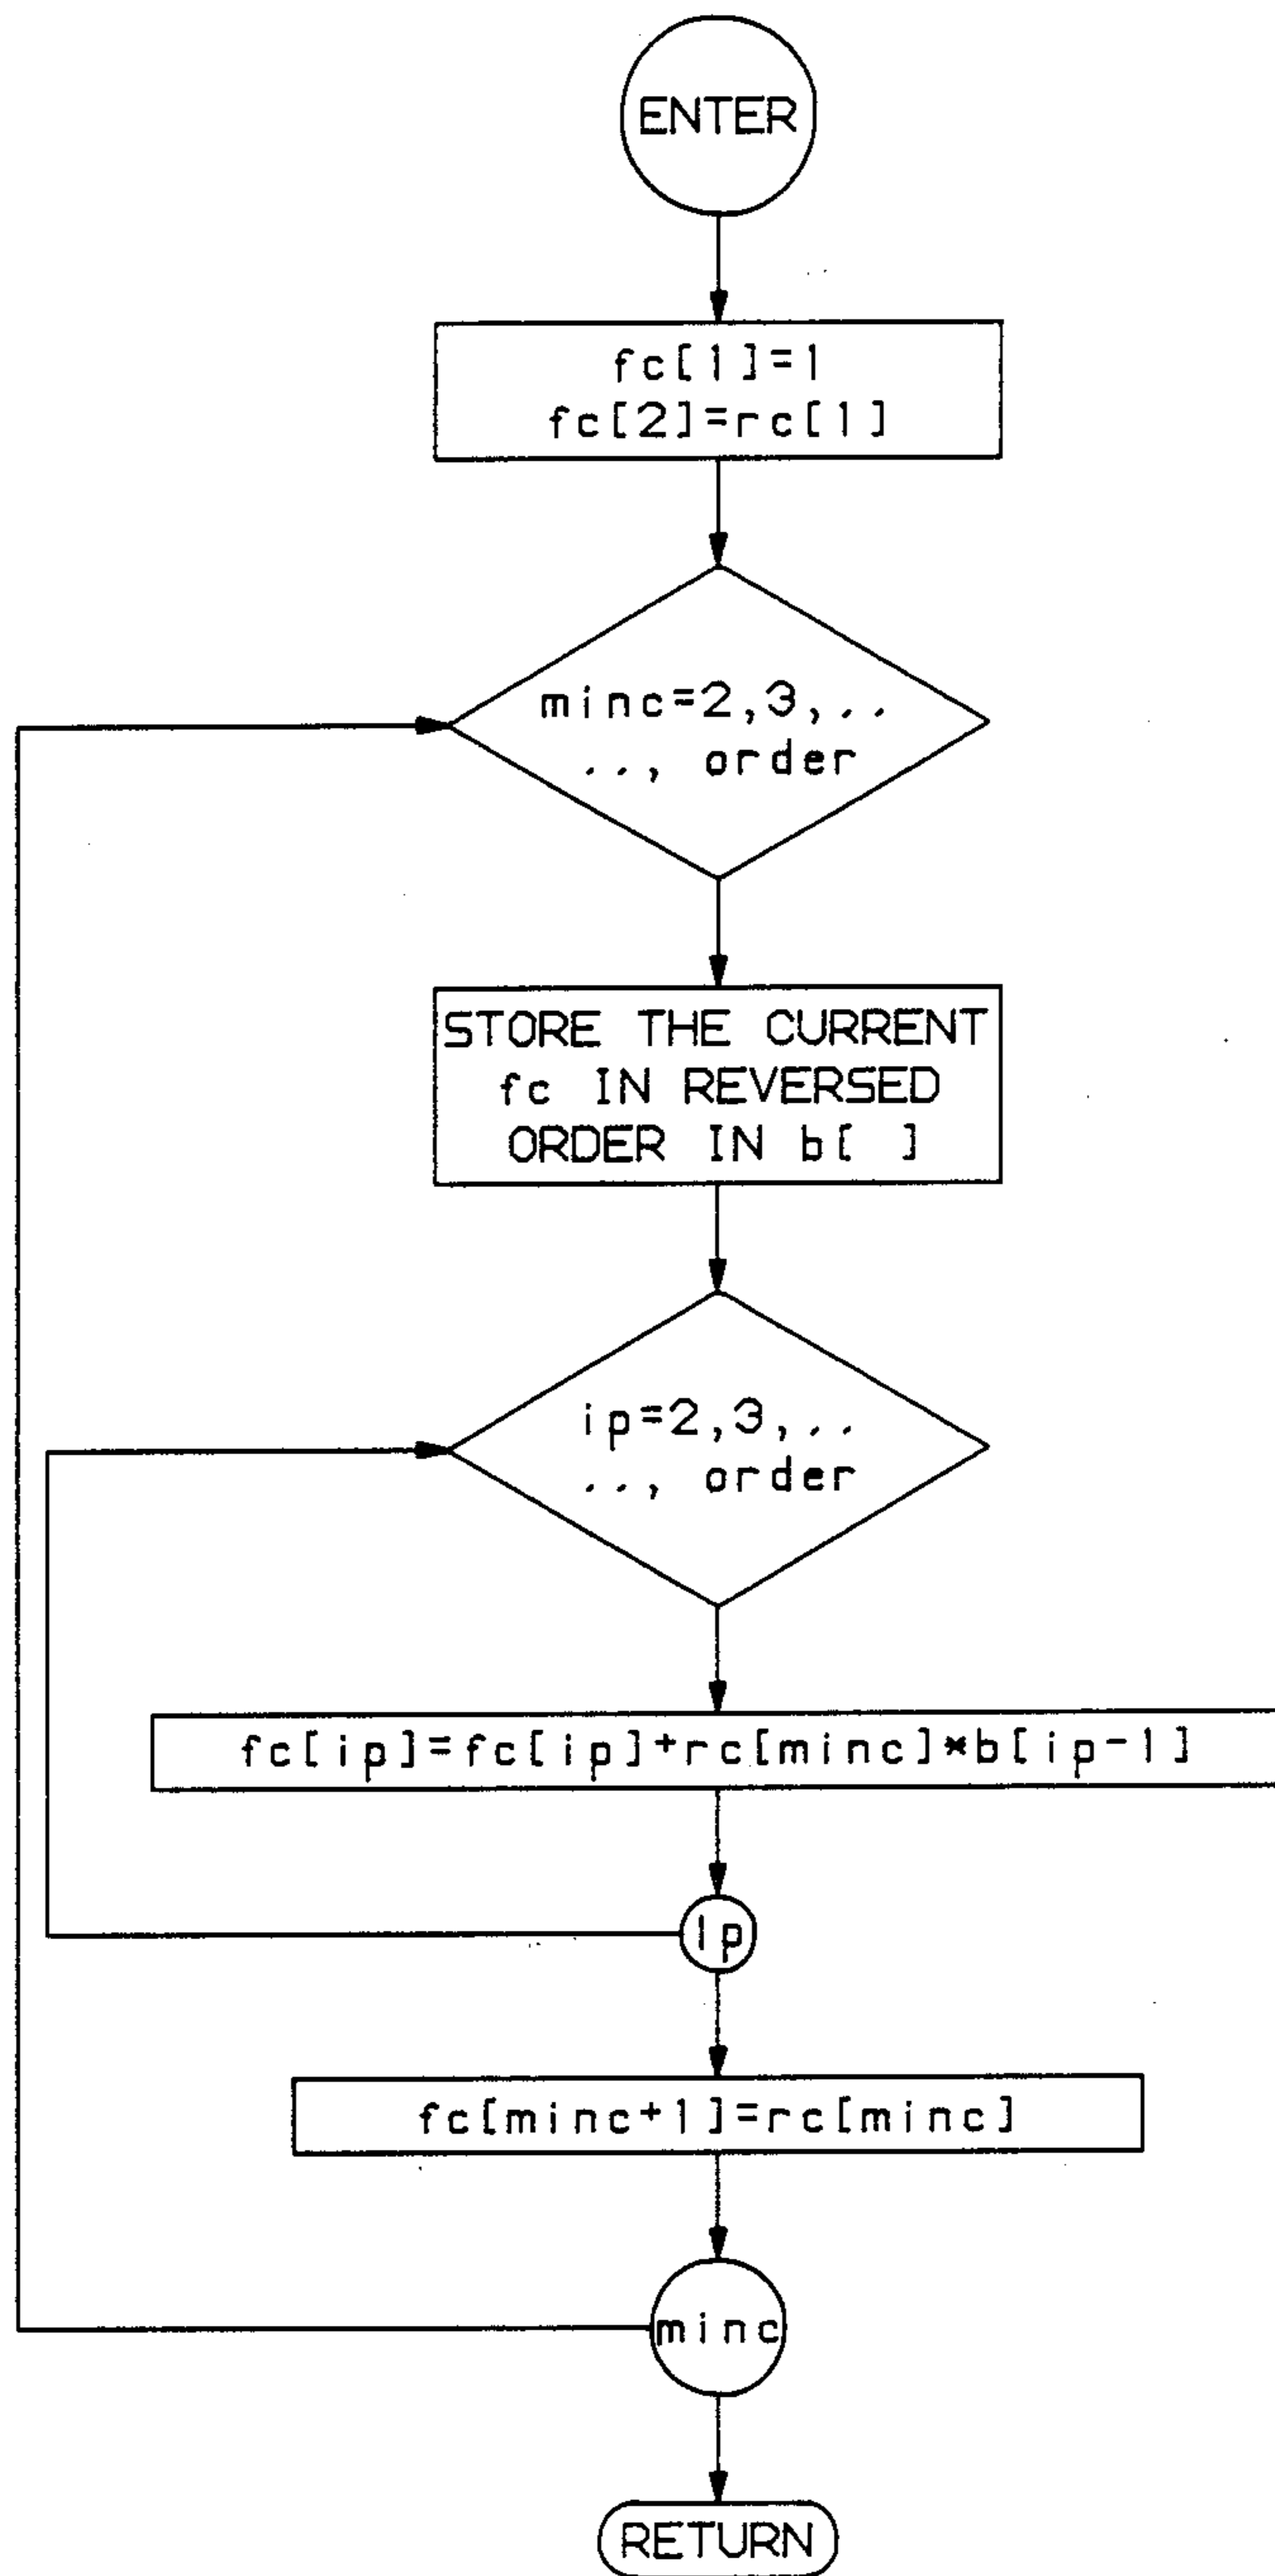 ENTER
fc[1]=1
fc[2]=rc[1]
minc=2,3,..
.., order
STORE THE CURRENT
fc IN REVERSED
ORDER IN b[ ]
ip=2,3,..
.., order
fc[ip]=fc[ip]+rc[minc]*b[ip-1]
ip
fc[minc+1]=rc[minc]
minc
RETURN